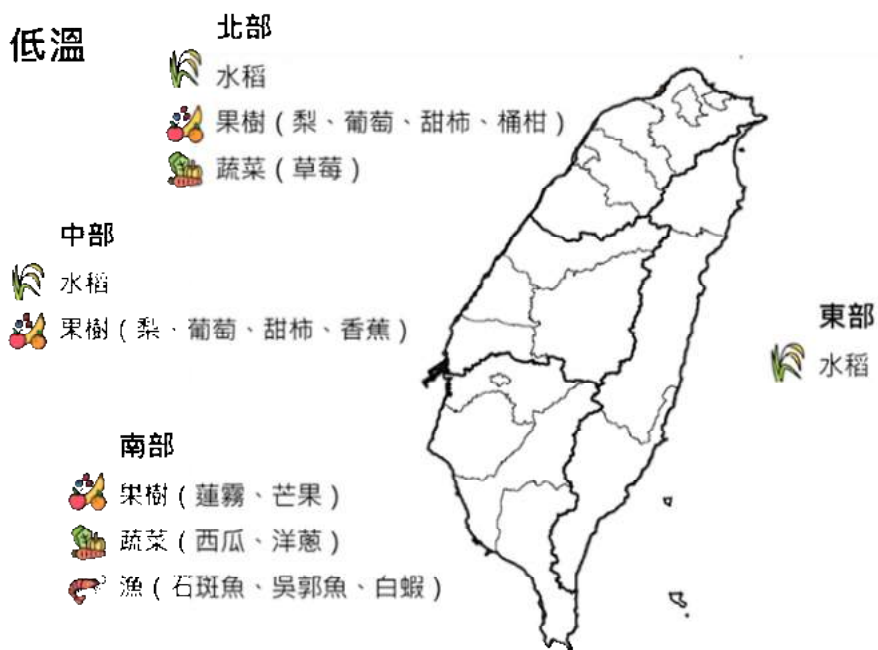 低溫
北部
水稻
果樹（梨、葡萄、甜柿、桶柑）
蔬菜（草莓）
中部
水稻
果樹（梨、葡萄、甜柿、香蕉）
東部
水稻
南部
果樹（蓮霧、芒果）
蔬菜（西瓜、洋蔥）
漁（石斑魚、吳郭魚、白蝦）